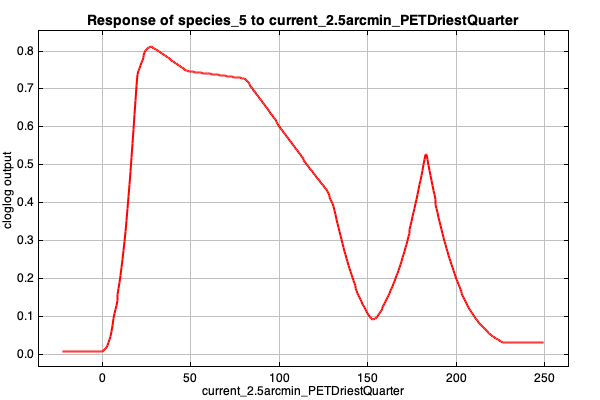 Response of species_5 to current_2.5arcmin_PETDriestQuarter
0.8
0.7
0.6
0.5
0.4
0.3
0.2
0.1
0.0
cloglog output
0 50 100 150 200 250
current_2.5arcmin_PETDriestQuarter